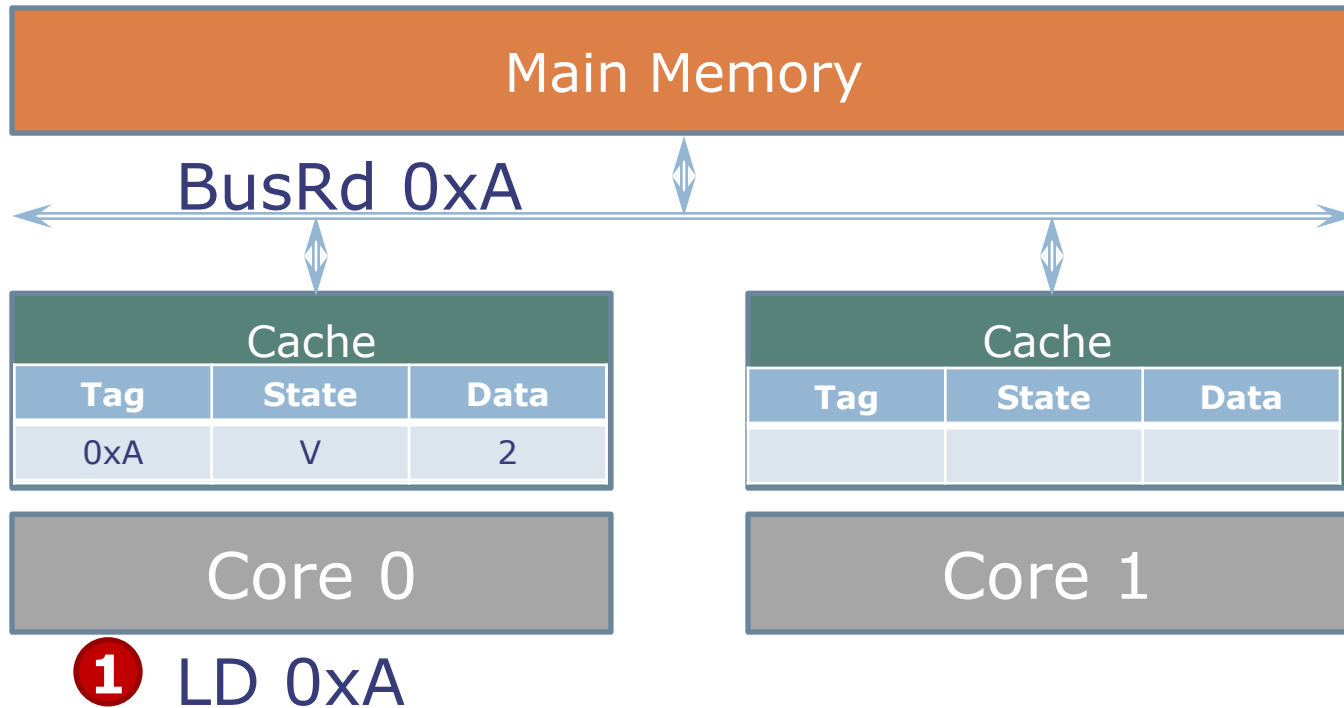 Main Memory
BusRd 0xA
Cache
Tag State Data
0xA V 2
Cache
Tag State Data
Core 0
Core 1
1 LD 0xA